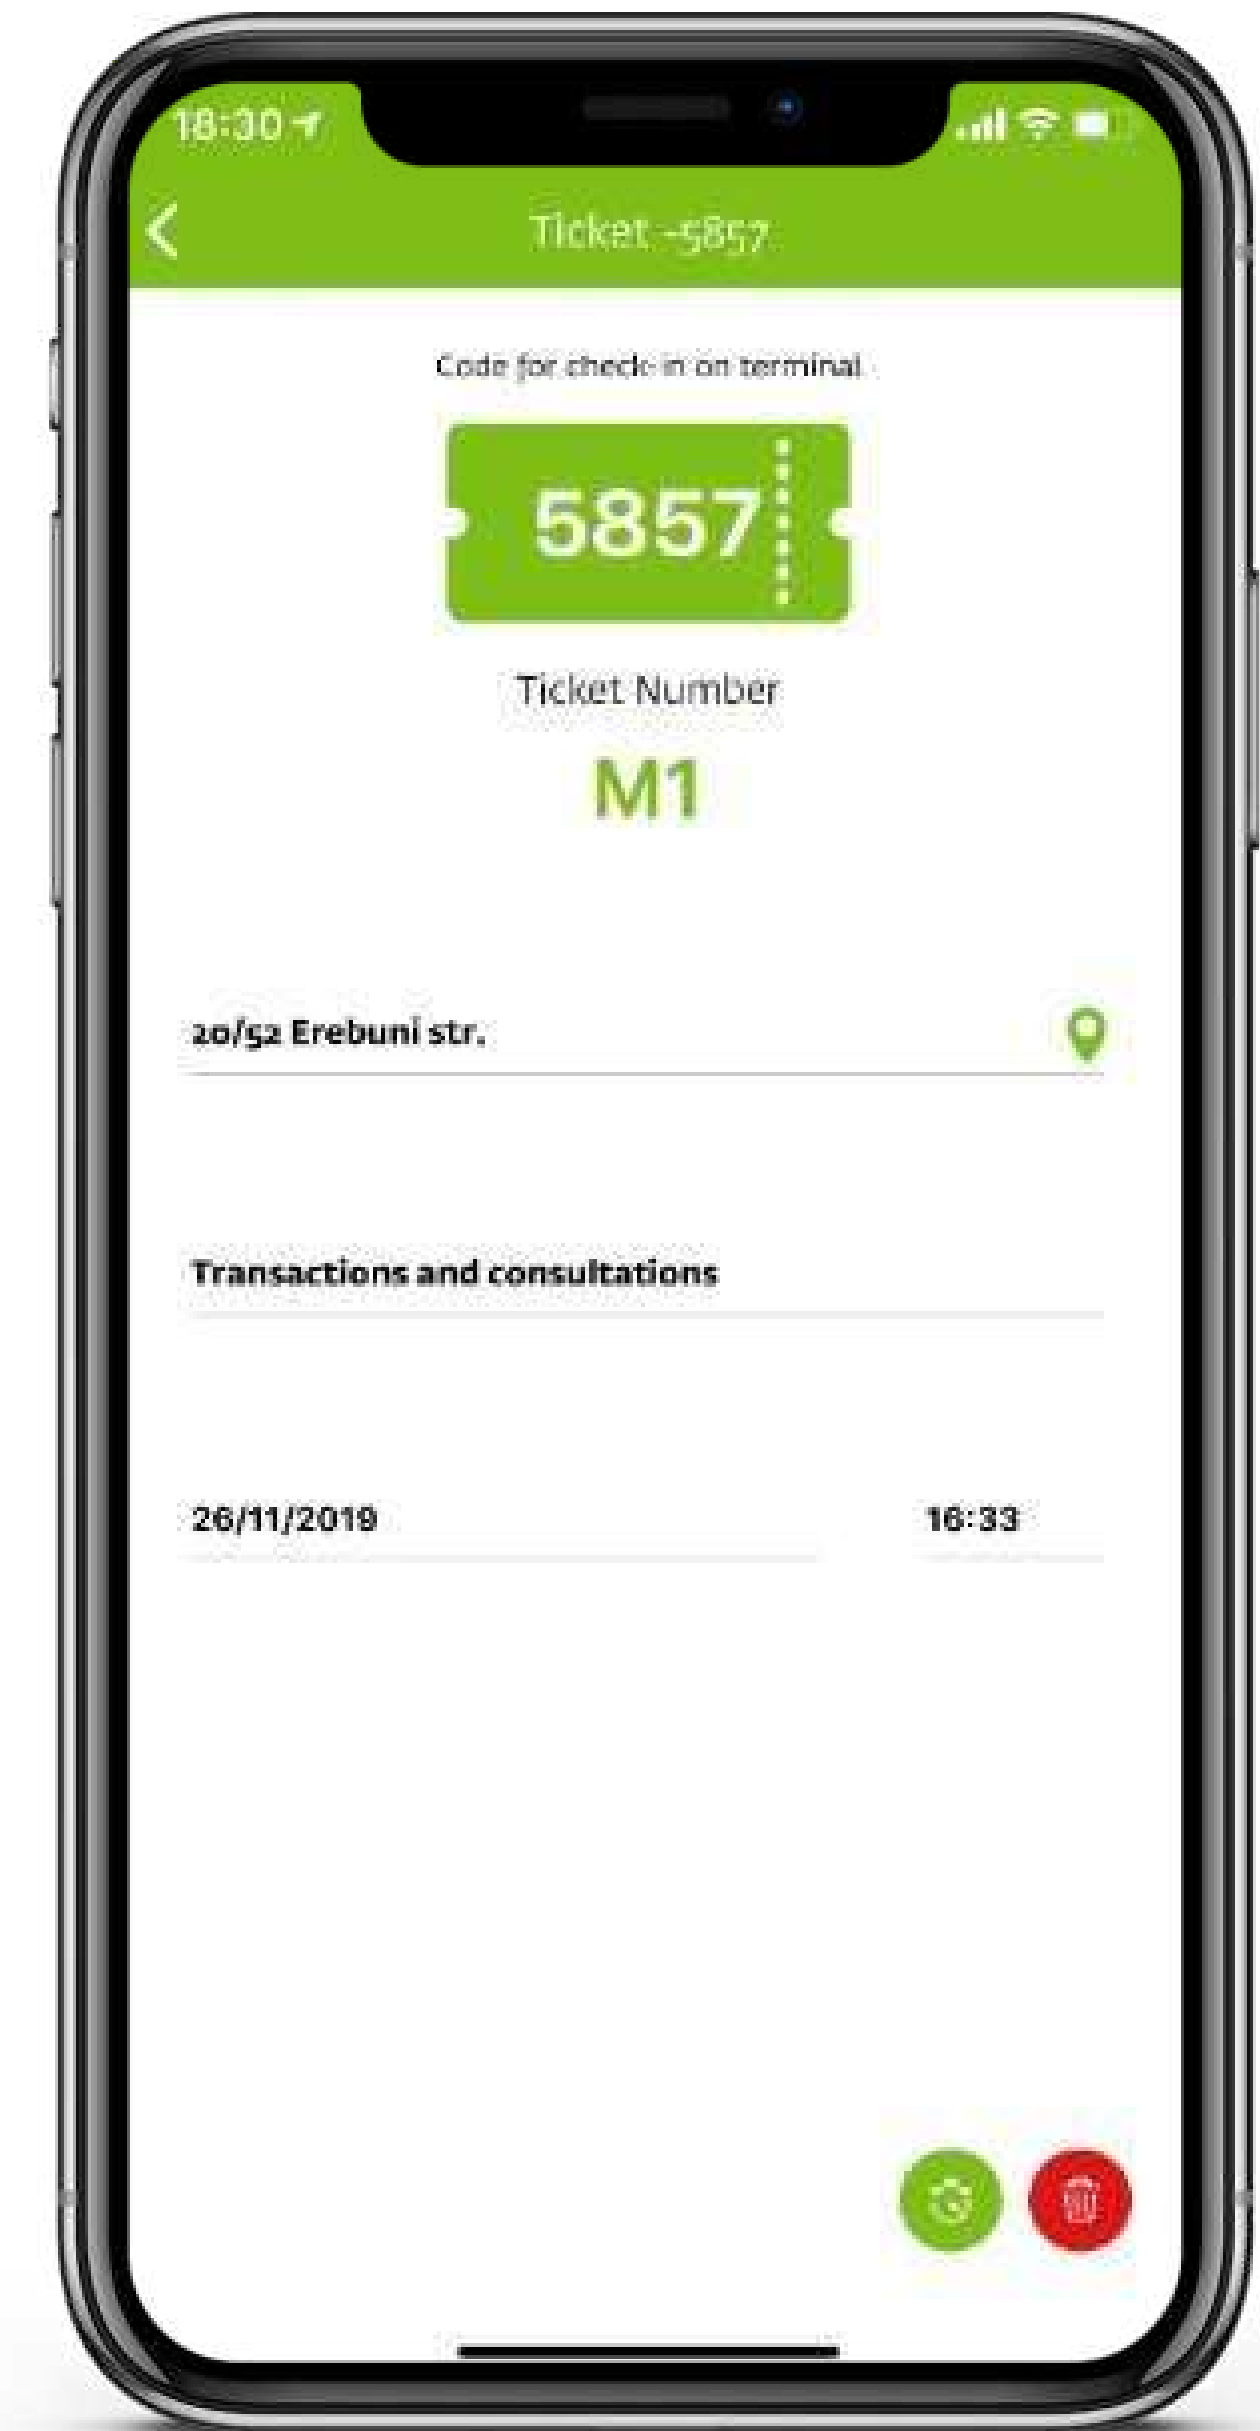 18:30
Ticket -5857
Code for check-in on terminal
5857
Ticket Number
M1
20/52 Erebuni str.
Transactions and consultations
26/11/2019
16:33